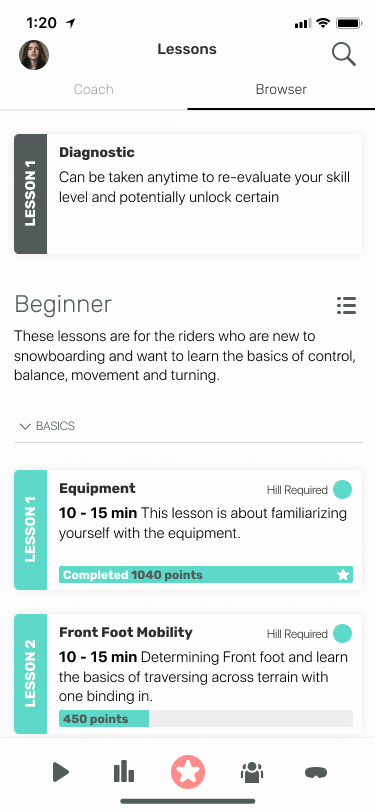 1:20
Lessons
Coach
Browser
LESSON 1
Diagnostic
Can be taken anytime to re-evaluate your skill
level and potentially unlock certain
Beginner
These lessons are for the riders who are new to
snowboarding and want to learn the basics of control,
balance, movement and turning.
BASICS
LESSON 1
Equipment
Hill Required
10 - 15 min This lesson is about familiarizing
yourself with the equipment.
Completed 1040 points
LESSON 2
Front Foot Mobility
Hill Required
10 - 15 min Determining Front foot and learn
the basics of traversing across terrain with
one binding in.
450 points